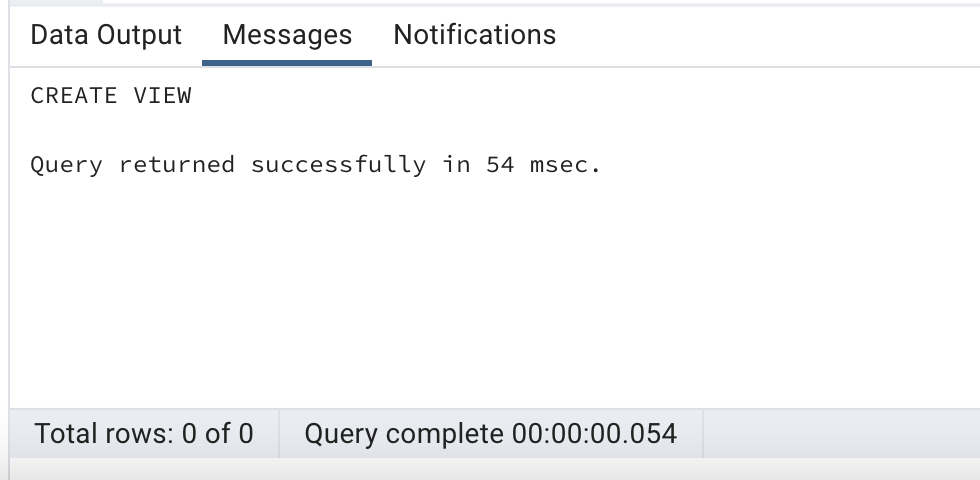 Data Output Messages Notifications
CREATE VIEW
Query returned successfully in 54 msec.
Total rows: 0 of 0 Query complete 00:00:00.054